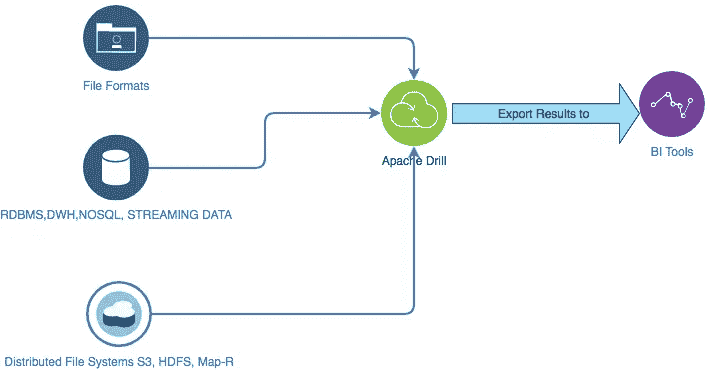 File Formats
Apache Drill
Export Results to
BI Tools
RDBMS,DWH,NOSQL, STREAMING DATA
Distributed File Systems S3, HDFS, Map-R